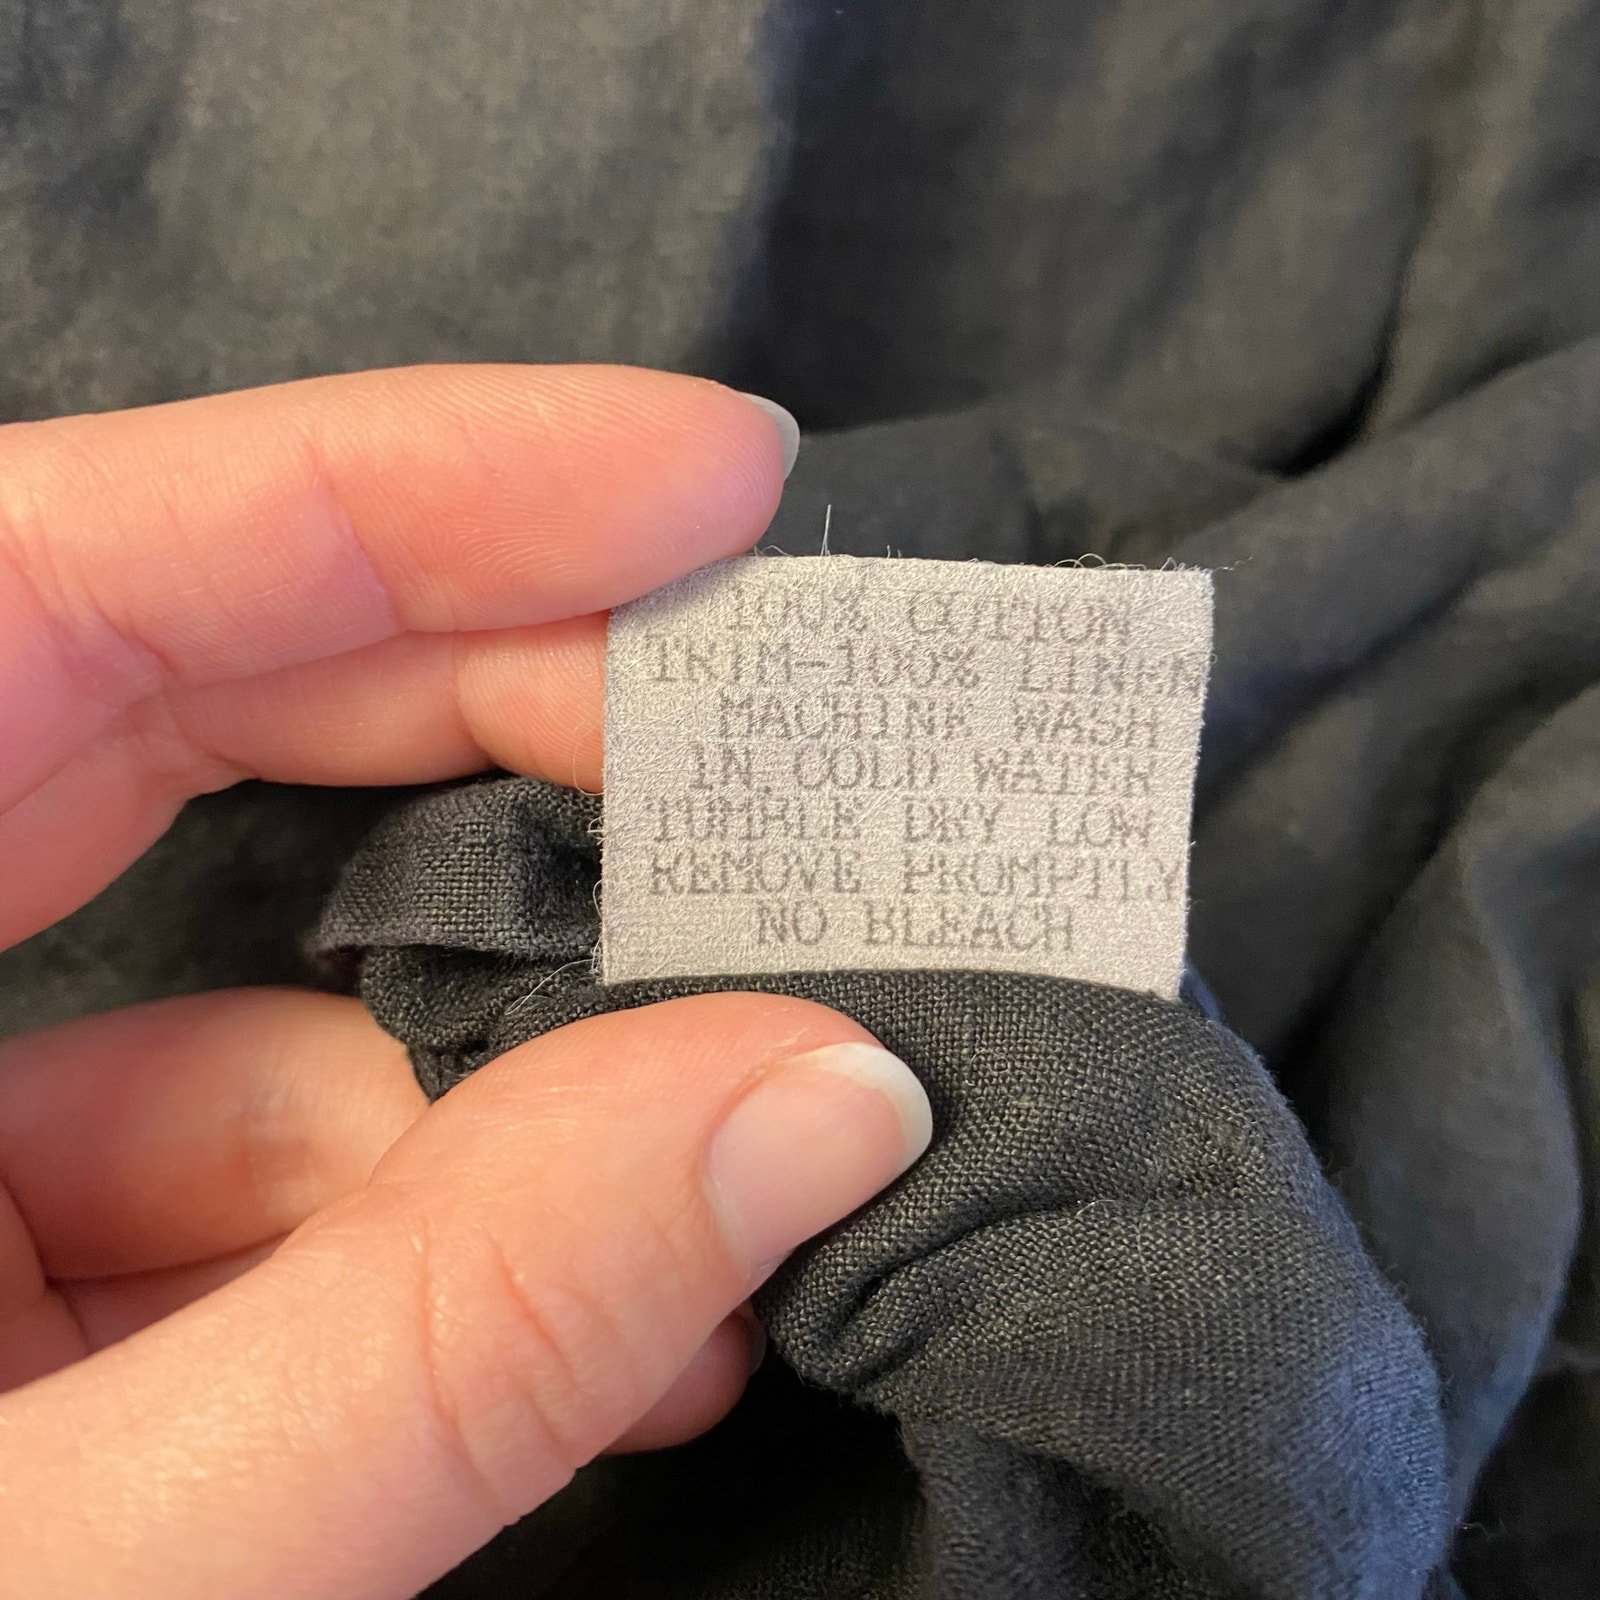 100% COTTON
TRIM-100% LINEN
MACHINE WASH
IN COLD WATER
TUMBLE DRY LOW
REMOVE PROMPTLY
NO BLEACH